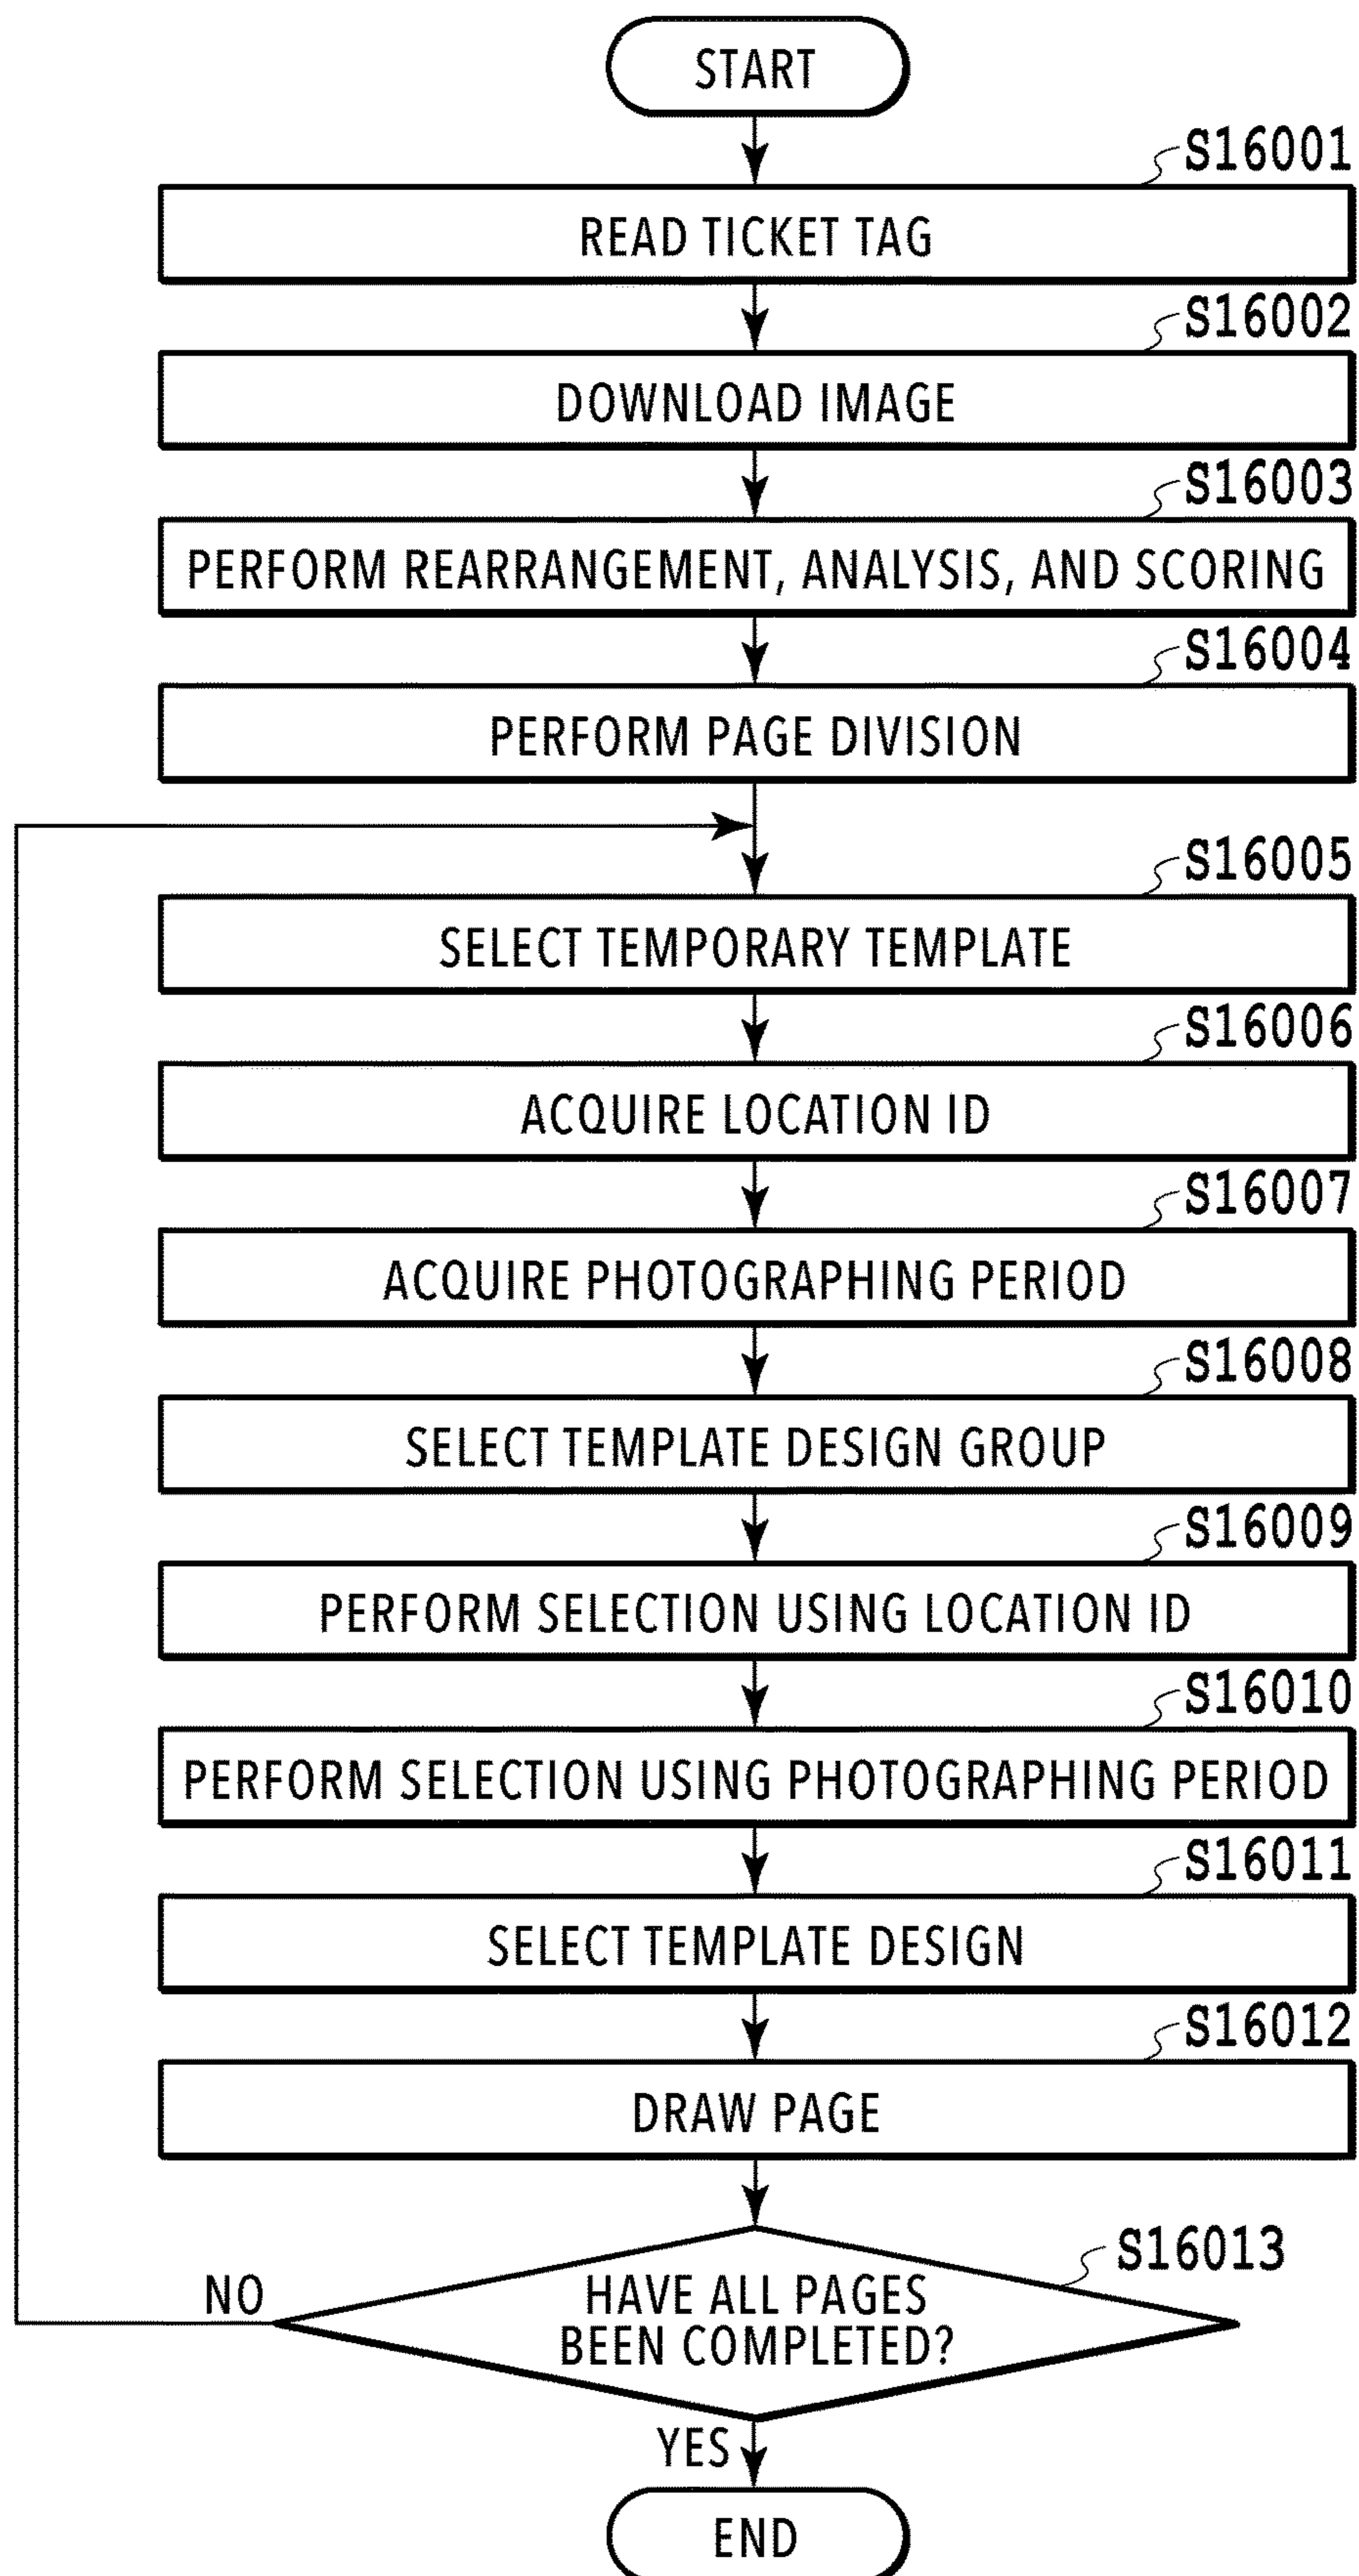 START
S16001
READ TICKET TAG
S16002
DOWNLOAD IMAGE
S16003
PERFORM REARRANGEMENT, ANALYSIS, AND SCORING
S16004
PERFORM PAGE DIVISION
S16005
SELECT TEMPORARY TEMPLATE
S16006
ACQUIRE LOCATION ID
S16007
ACQUIRE PHOTOGRAPHING PERIOD
S16008
SELECT TEMPLATE DESIGN GROUP
S16009
PERFORM SELECTION USING LOCATION ID
S16010
PERFORM SELECTION USING PHOTOGRAPHING PERIOD
S16011
SELECT TEMPLATE DESIGN
S16012
DRAW PAGE
S16013
HAVE ALL PAGES
BEEN COMPLETED?
NO
YES
END